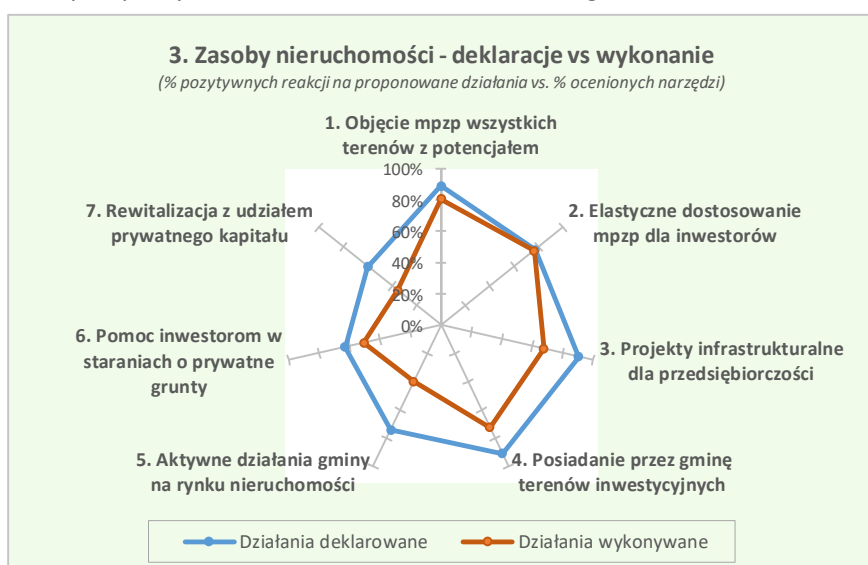 3. Zasoby nieruchomości - deklaracje vs wykonanie
(% pozytywnych reakcji na proponowane działania vs. % ocenionych narzędzi)
1. Objęcie mpzp wszystkich
terenów z potencjałem
100%
80%
60%
40%
20%
0%
2. Elastyczne dostosowanie
mpzp dla inwestorów
3. Projekty infrastrukturalne
dla przedsiębiorczości
4. Posiadanie przez gminę
terenów inwestycyjnych
5. Aktywne działania gminy
na rynku nieruchomości
6. Pomoc inwestorom w
staraniach o prywatne
grunty
7. Rewitalizacja z udziałem
prywatnego kapitału
Działania deklarowane
Działania wykonywane